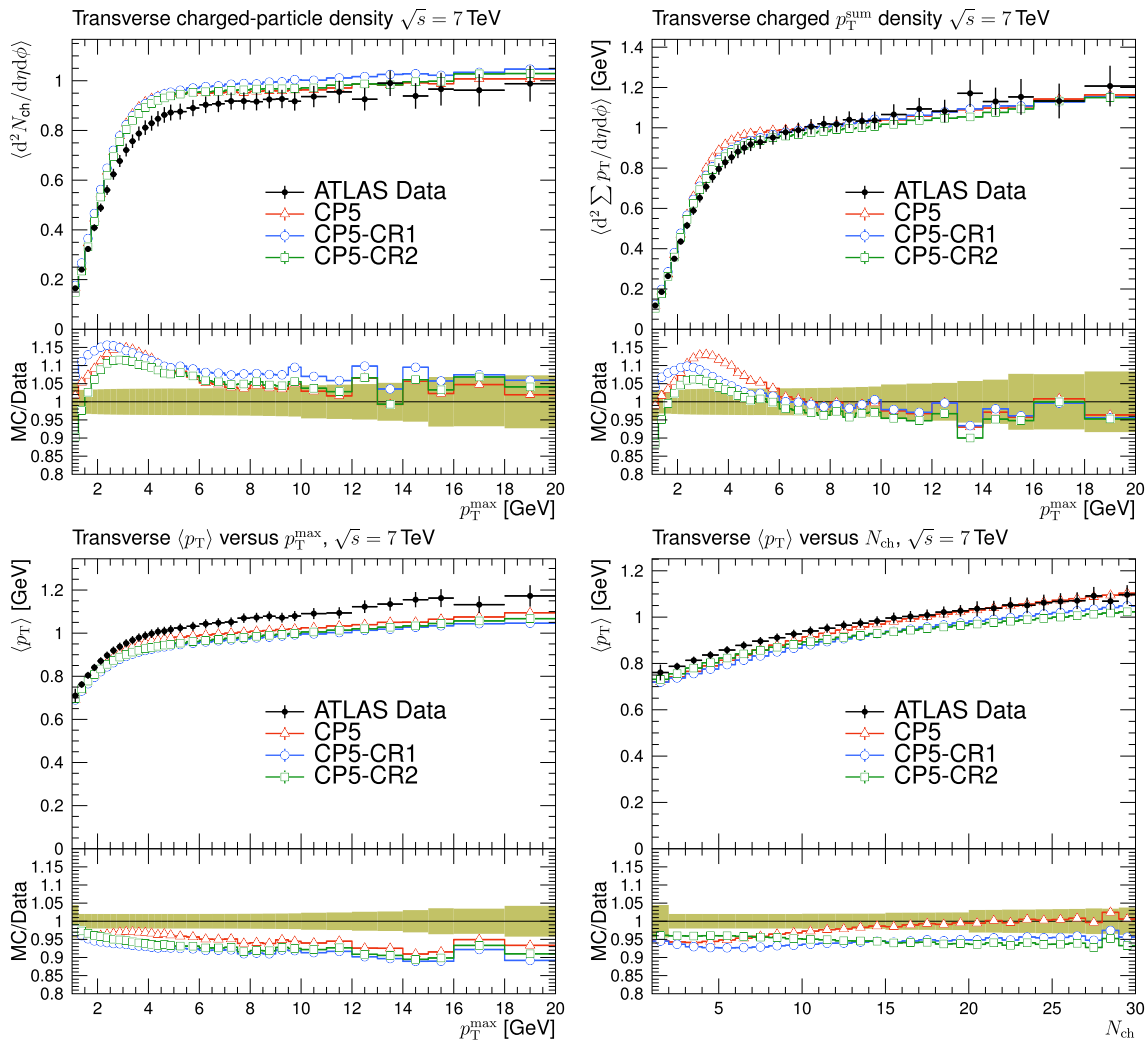 Transverse charged-particle density √s = 7 TeV
⟨d²N_ch/dηdϕ⟩
1
0.8
0.6
0.4
0.2
0
ATLAS Data
CP5
CP5-CR1
CP5-CR2
MC/Data
1.15
1.1
1.05
1
0.95
0.9
0.85
0.8
2 4 6 8 10 12 14 16 18 20
p_T^max [GeV]
Transverse charged p_T^sum density √s = 7 TeV
⟨d² ∑ p_T/dηdϕ⟩ [GeV]
1.4
1.2
1
0.8
0.6
0.4
0.2
0
ATLAS Data
CP5
CP5-CR1
CP5-CR2
MC/Data
1.15
1.1
1.05
1
0.95
0.9
0.85
0.8
2 4 6 8 10 12 14 16 18 20
p_T^max [GeV]
Transverse ⟨p_T⟩ versus p_T^max, √s = 7 TeV
⟨p_T⟩ [GeV]
1.2
1
0.8
0.6
0.4
0.2
0
ATLAS Data
CP5
CP5-CR1
CP5-CR2
MC/Data
1.15
1.1
1.05
1
0.95
0.9
0.85
0.8
2 4 6 8 10 12 14 16 18 20
p_T^max [GeV]
Transverse ⟨p_T⟩ versus N_ch, √s = 7 TeV
⟨p_T⟩ [GeV]
1.2
1
0.8
0.6
0.4
0.2
0
ATLAS Data
CP5
CP5-CR1
CP5-CR2
MC/Data
1.15
1.1
1.05
1
0.95
0.9
0.85
0.8
5 10 15 20 25 30
N_ch